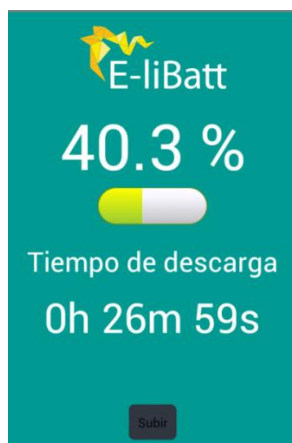 E-liBatt
40.3 %
Tiempo de descarga
0h 26m 59s
Subir